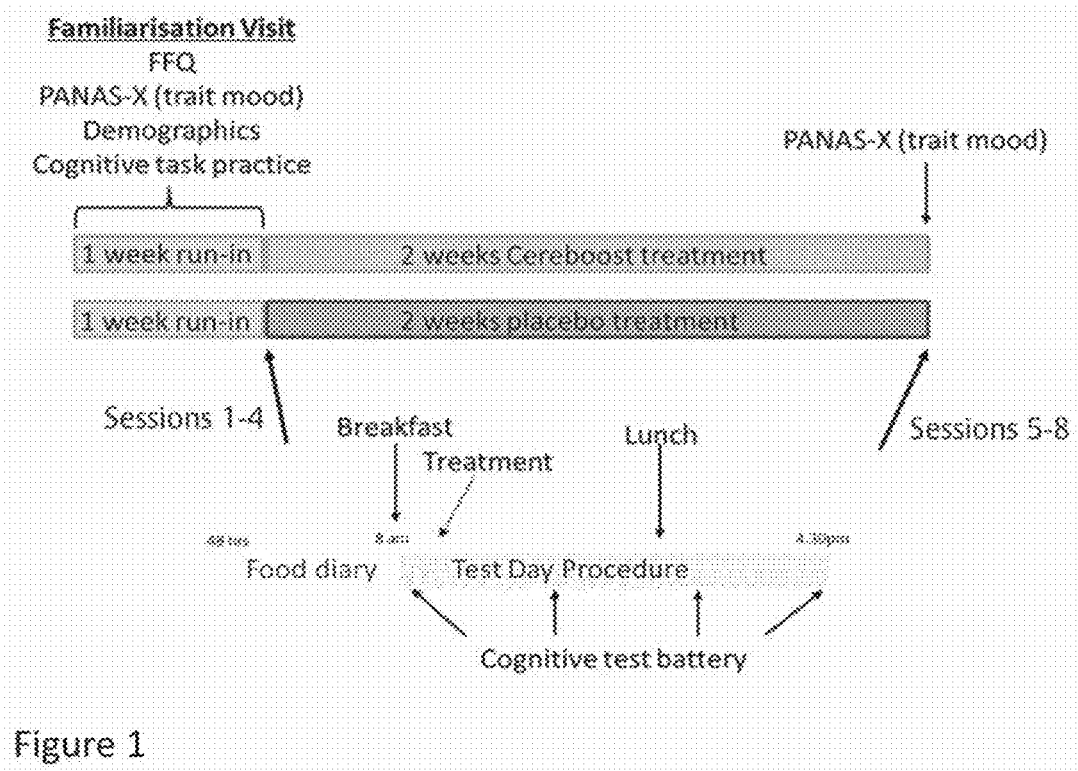 Familiarisation Visit
FFQ
PANAS-X (trait mood)
Demographics
Cognitive task practice
PANAS-X (trait mood)
1 week run-in
2 weeks Cereboost treatment
1 week run-in
2 weeks placebo treatment
Sessions 1-4
Sessions 5-8
Breakfast
Treatment
Lunch
48 hrs
8 am
4.30pm
Food diary
Test Day Procedure
Cognitive test battery
Figure 1